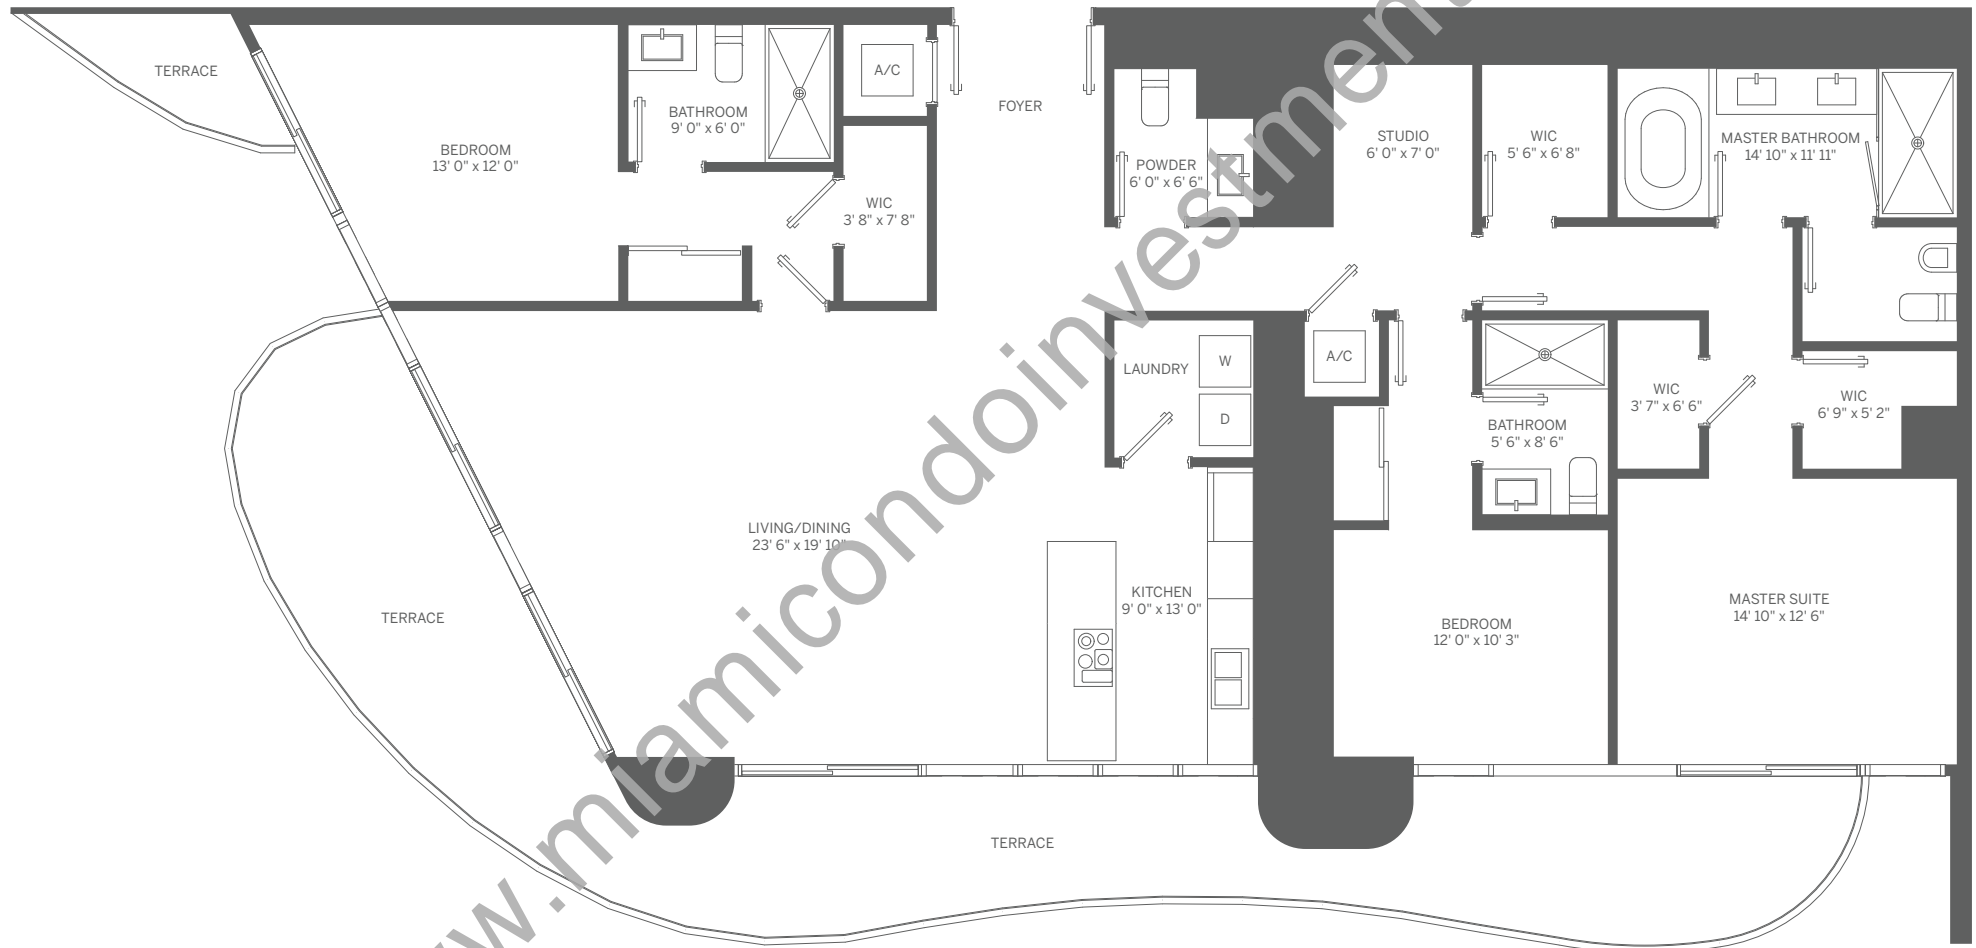 TERRACE
BEDROOM
13' 0" x 12' 0"
BATHROOM
9' 0" x 6' 0"
A/C
WIC
3' 8" x 7' 8"
FOYER
POWDER
6' 0" x 6' 6"
STUDIO
6' 0" x 7' 0"
WIC
5' 6" x 6' 8"
MASTER BATHROOM
14' 10" x 11' 11"
LAUNDRY
W
D
A/C
BATHROOM
5' 6" x 8' 6"
WIC
3' 7" x 6' 6"
WIC
6' 9" x 5' 2"
LIVING/DINING
23' 6" x 19' 10"
TERRACE
KITCHEN
9' 0" x 13' 0"
BEDROOM
12' 0" x 10' 3"
MASTER SUITE
14' 10" x 12' 6"
TERRACE
w.miamicondoinvestment